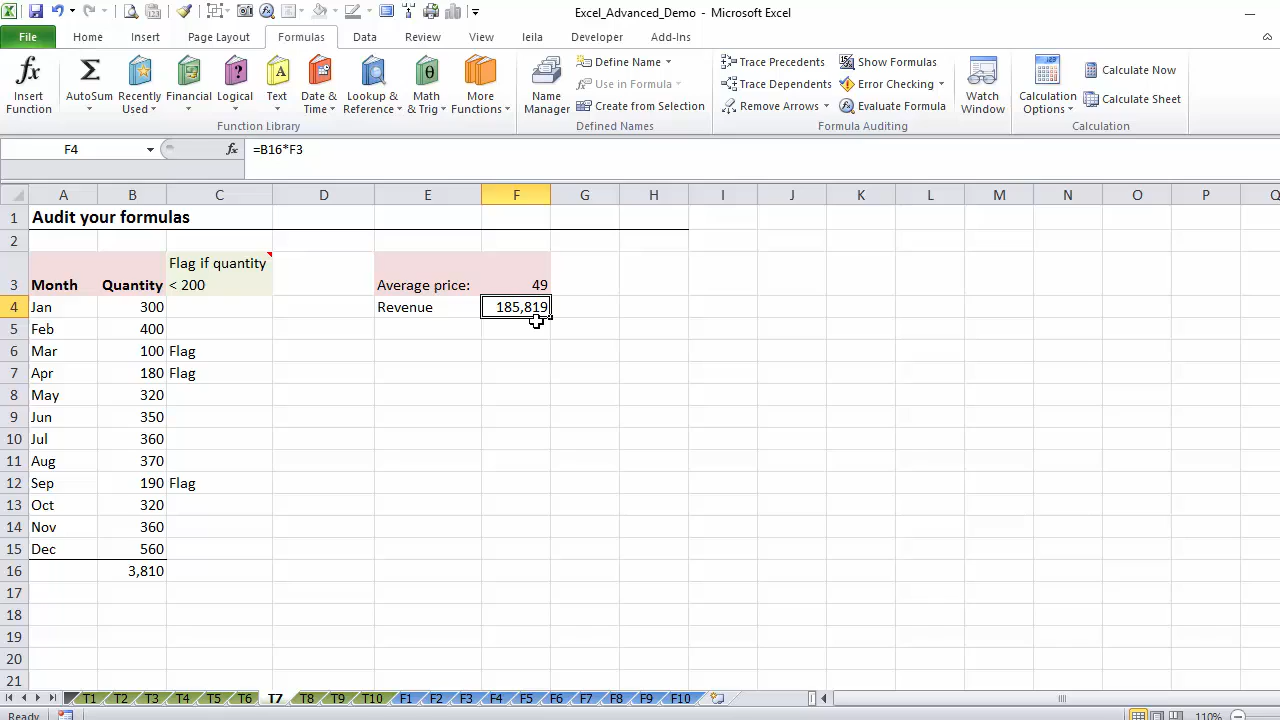 Excel_Advanced_Demo - Microsoft Excel
File Home Insert Page Layout Formulas Data Review View leila Developer Add-Ins
Insert Function
AutoSum
Recently Used
Financial
Logical
Text
Date & Time
Lookup & Reference
Math & Trig
More Functions
Function Library
Name Manager
Define Name
Use in Formula
Create from Selection
Defined Names
Trace Precedents
Trace Dependents
Remove Arrows
Show Formulas
Error Checking
Evaluate Formula
Formula Auditing
Watch Window
Calculation Options
Calculate Now
Calculate Sheet
Calculation
F4 fx =B16*F3
A B C D E F G H I J K L M N O P Q
1 Audit your formulas
2
3 Month Quantity Flag if quantity < 200 Average price: 49
4 Jan 300 Revenue 185,819
5 Feb 400
6 Mar 100 Flag
7 Apr 180 Flag
8 May 320
9 Jun 350
10 Jul 360
11 Aug 370
12 Sep 190 Flag
13 Oct 320
14 Nov 360
15 Dec 560
16 3,810
17
18
19
20
21
T1 T2 T3 T4 T5 T6 T7 T8 T9 T10 F1 F2 F3 F4 F5 F6 F7 F8 F9 F10
Ready 110%